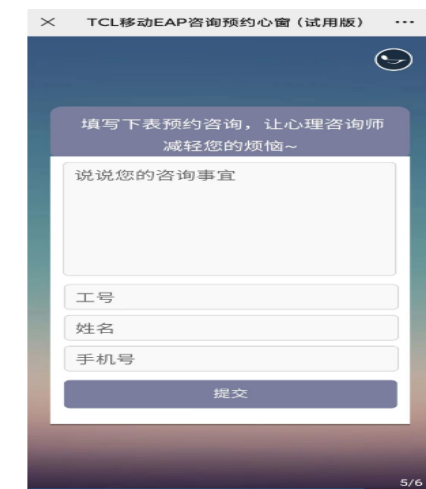 TCL移动EAP咨询预约心窗（试用版）
填写下表预约咨询，让心理咨询师
减轻您的烦恼~
说说您的咨询事宜
工号
姓名
手机号
提交
5/6